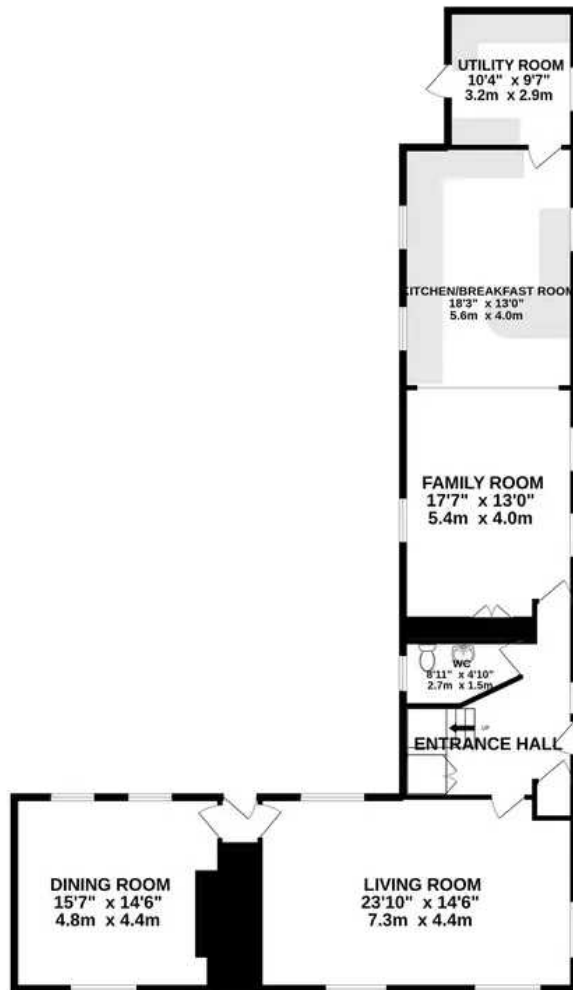 UTILITY ROOM
10'4" x 9'7"
3.2m x 2.9m
KITCHEN/BREAKFAST ROOM
18'3" x 13'0"
5.6m x 4.0m
FAMILY ROOM
17'7" x 13'0"
5.4m x 4.0m
WC
8'11" x 4'10"
2.7m x 1.5m
UP
ENTRANCE HALL
DINING ROOM
15'7" x 14'6"
4.8m x 4.4m
LIVING ROOM
23'10" x 14'6"
7.3m x 4.4m